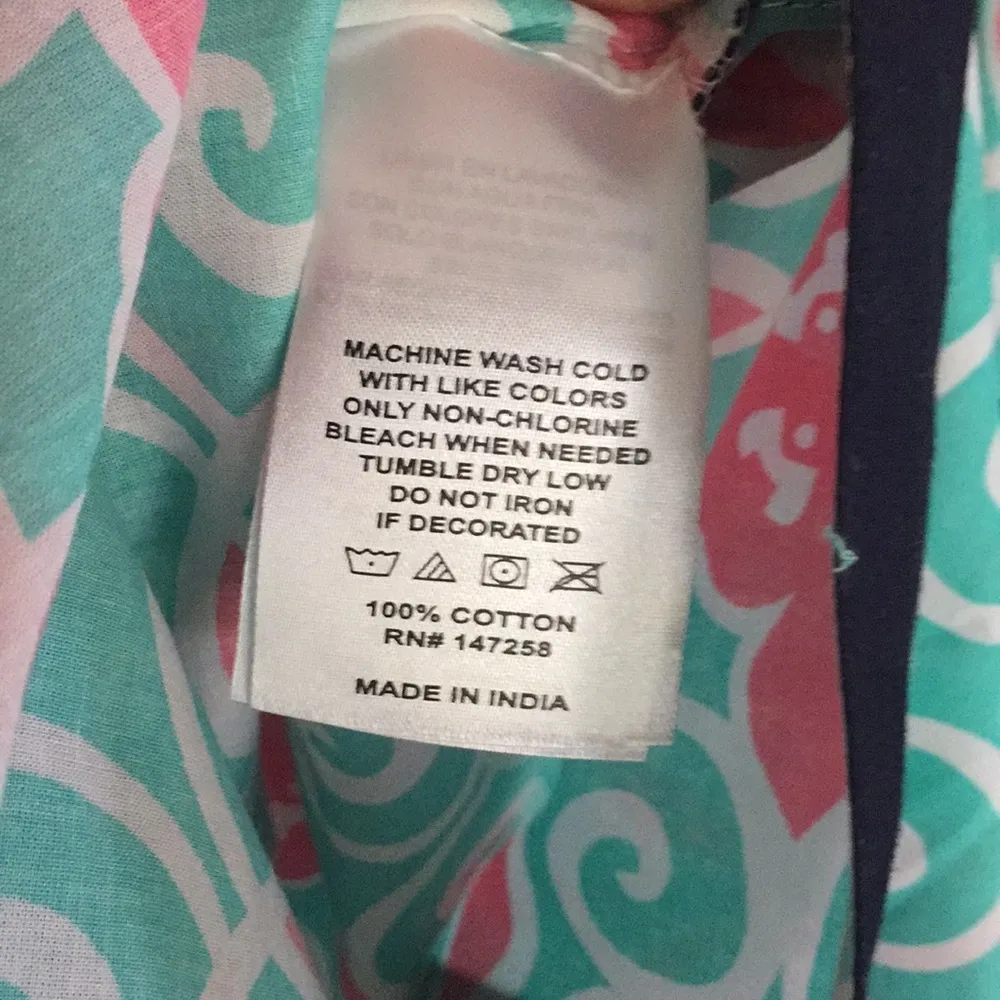 MACHINE WASH COLD
WITH LIKE COLORS
ONLY NON-CHLORINE
BLEACH WHEN NEEDED
TUMBLE DRY LOW
DO NOT IRON
IF DECORATED
100% COTTON
RN# 147258
MADE IN INDIA